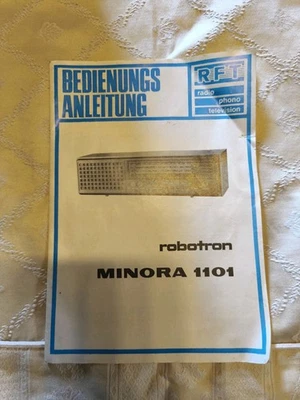 BEDIENUNGS
ANLEITUNG
RFT
radio
phono
television
robotron
MINORA 1101